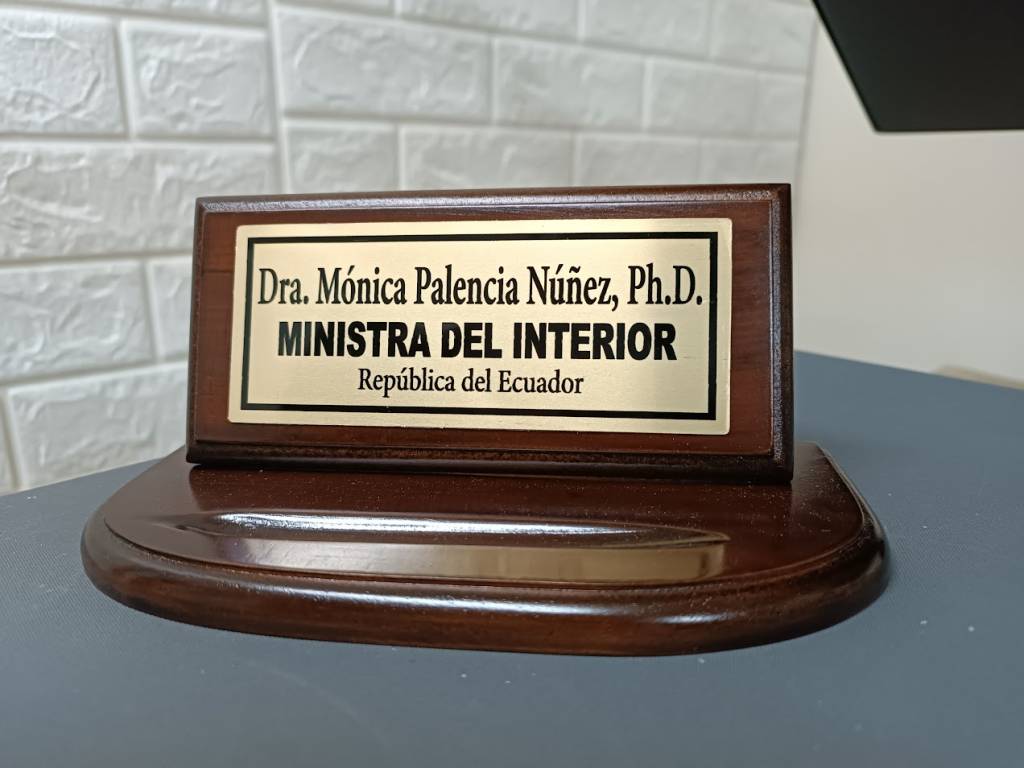 Dra. Mónica Palencia Núñez, Ph.D.
MINISTRA DEL INTERIOR
República del Ecuador